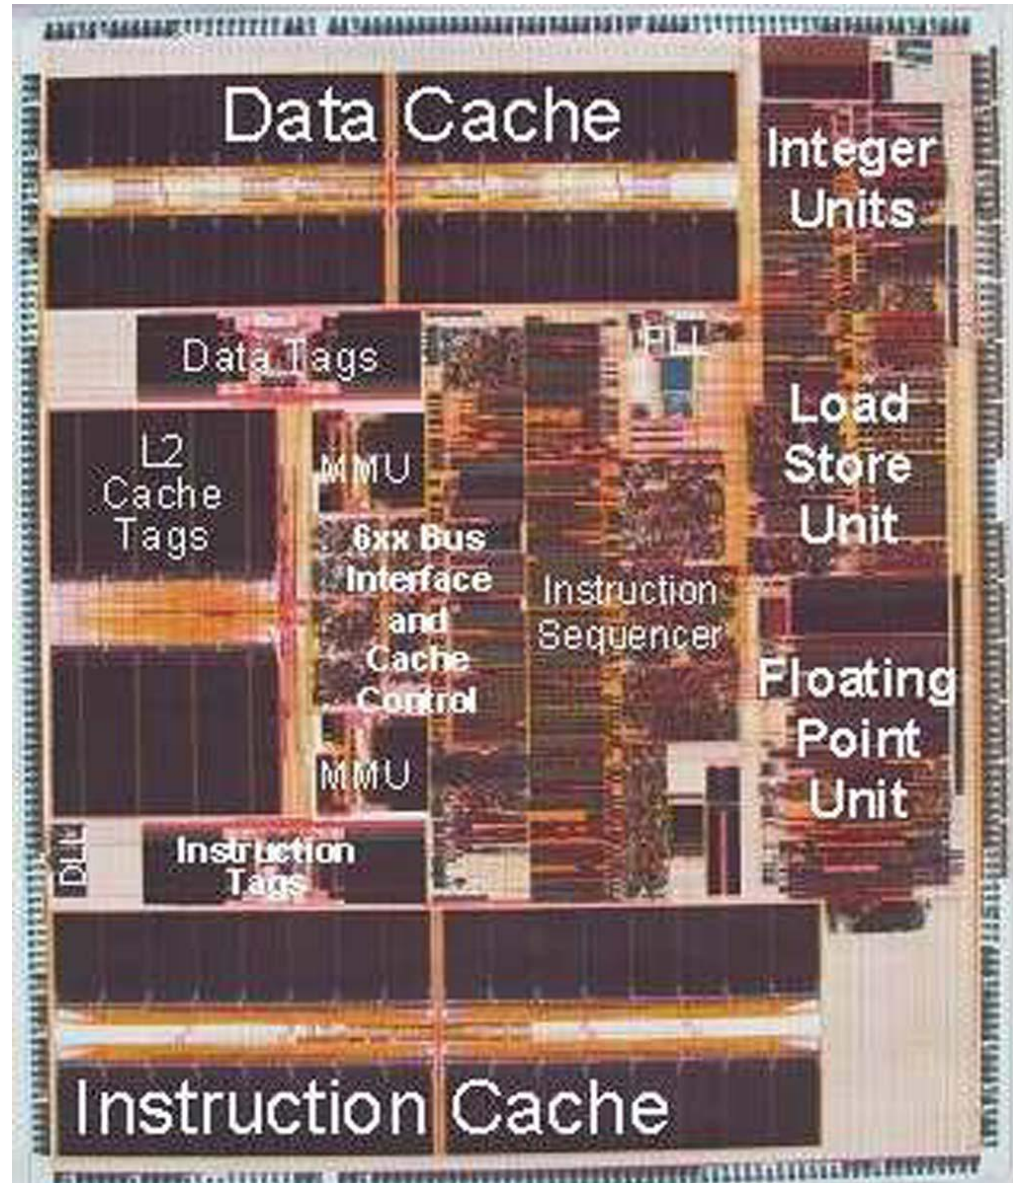 Data Cache
Integer
Units
Data Tags
PLL
L2
Cache
Tags
MMU
Load
Store
Unit
6xx Bus
Interface
and
Cache
Control
Instruction
Sequencer
Floating
Point
Unit
MMU
DLL
Instruction
Tags
Instruction Cache